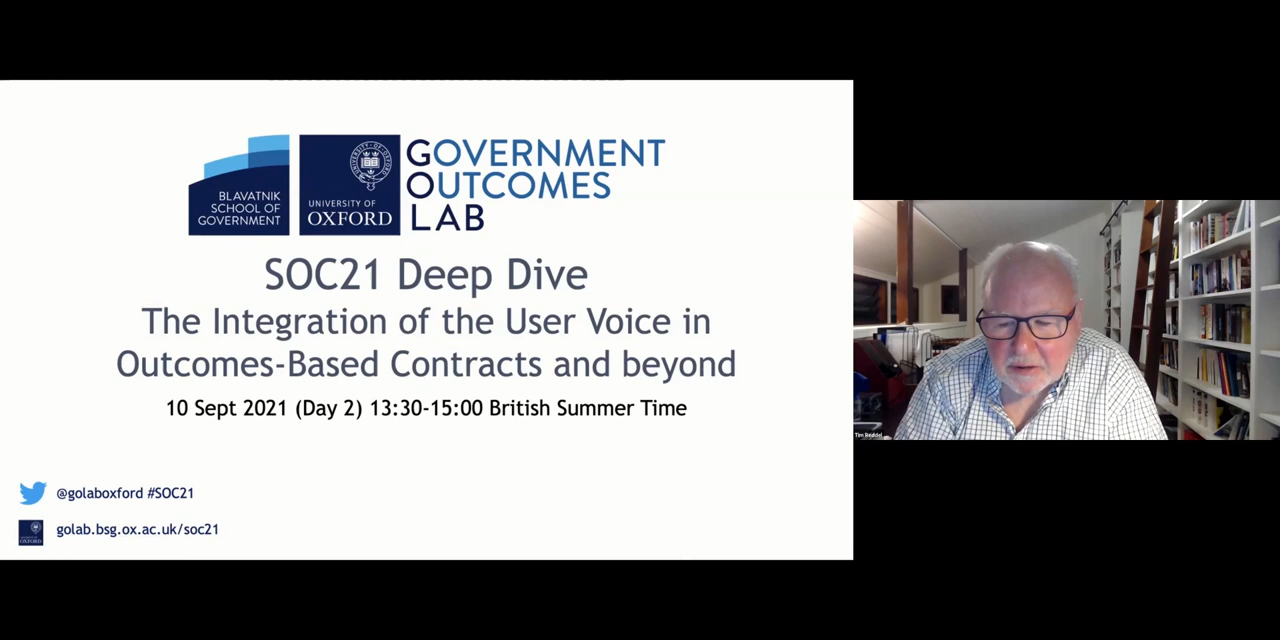 BLAVATNIK
SCHOOL OF
GOVERNMENT
UNIVERSITY OF
OXFORD
GOVERNMENT
OUTCOMES
LAB
SOC21 Deep Dive
The Integration of the User Voice in
Outcomes-Based Contracts and beyond
10 Sept 2021 (Day 2) 13:30-15:00 British Summer Time
@golaboxford #SOC21
golab.bsg.ox.ac.uk/soc21
Tim Reddel